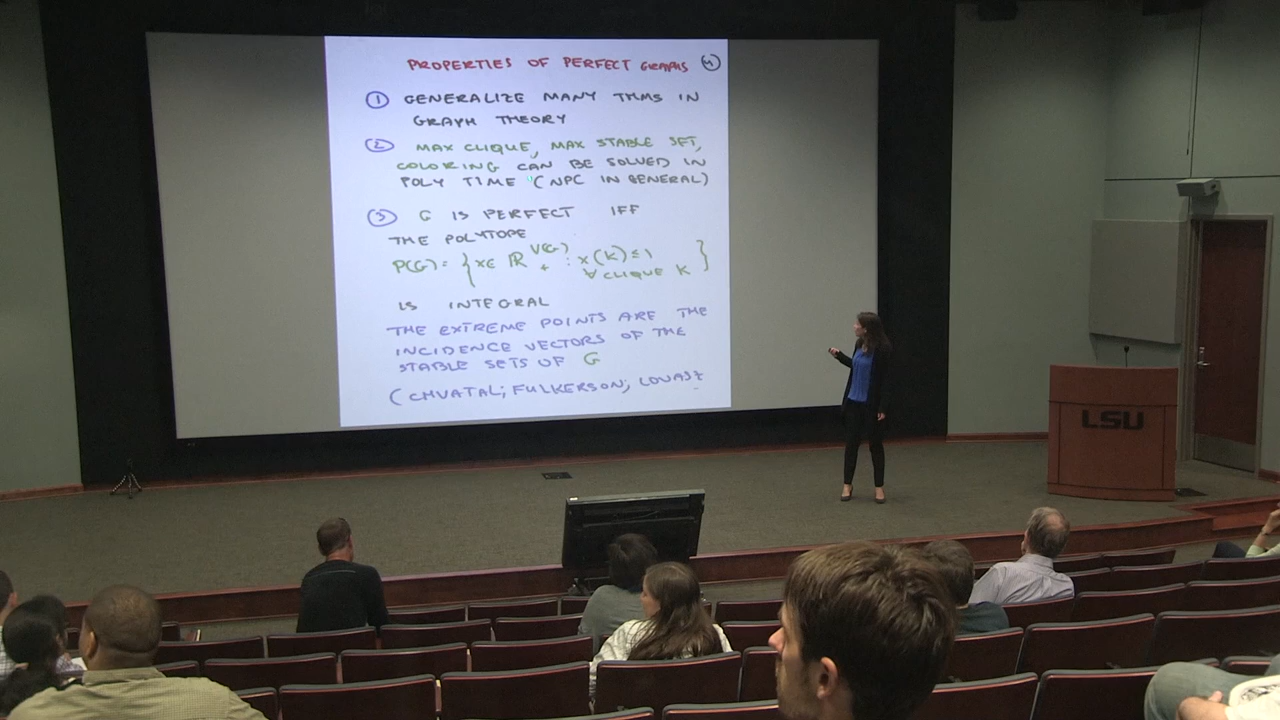 PROPERTIES OF PERFECT GRAPHS 4
1 GENERALIZE MANY THMS IN
GRAPH THEORY
2 MAX CLIQUE, MAX STABLE SET,
COLORING CAN BE SOLVED IN
POLY TIME (NPC IN GENERAL)
3 G IS PERFECT IFF
THE POLYTOPE
P(G) = { x ∈ ℝ₊^V(G) : x(K) ≤ 1
∀ CLIQUE K }
IS INTEGRAL
THE EXTREME POINTS ARE THE
INCIDENCE VECTORS OF THE
STABLE SETS OF G
(CHVATAL; FULKERSON; LOVASZ
LSU